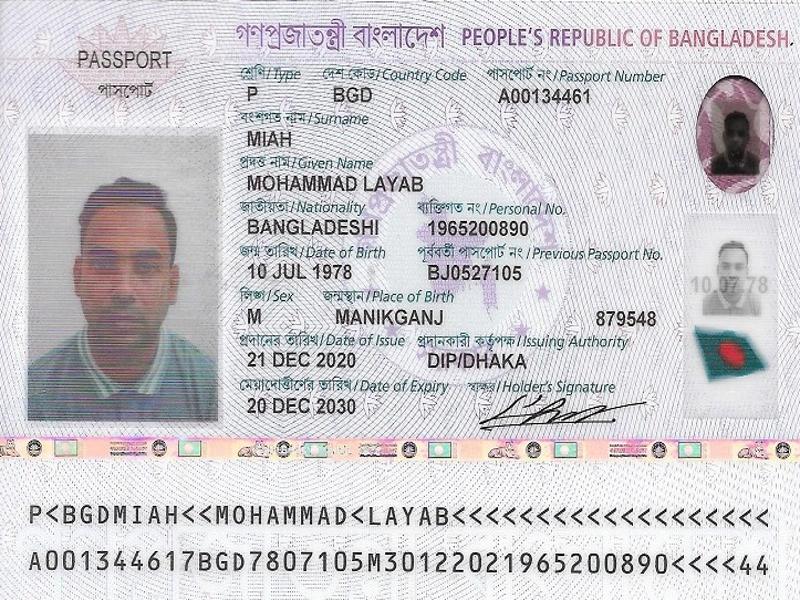 PASSPORT
পাসপোর্ট
গণপ্রজাতন্ত্রী বাংলাদেশ PEOPLE'S REPUBLIC OF BANGLADESH.
শ্রেণি/Type দেশ কোড/Country Code পাসপোর্ট নং/Passport Number
P BGD A00134461
বংশগত নাম/Surname
MIAH
প্রদত্ত নাম/Given Name
MOHAMMAD LAYAB
জাতীয়তা/Nationality ব্যক্তিগত নং/Personal No.
BANGLADESHI 1965200890
জন্ম তারিখ/Date of Birth পূর্ববর্তী পাসপোর্ট নং/Previous Passport No.
10 JUL 1978 BJ0527105
লিঙ্গ/Sex জন্মস্থান/Place of Birth
M MANIKGANJ 879548
প্রদানের তারিখ/Date of Issue প্রদানকারী কর্তৃপক্ষ/Issuing Authority
21 DEC 2020 DIP/DHAKA
মেয়াদোত্তীর্ণের তারিখ/Date of Expiry স্বাক্ষর/Holder's Signature
20 DEC 2030
10.07.78
গণপ্রজাতন্ত্রী বাংলাদেশ
P<BGDMIAH<<MOHAMMAD<LAYAB<<<<<<<<<<<<<<<<<<<
A001344617BGD7807105M30122021965200890<<<<44